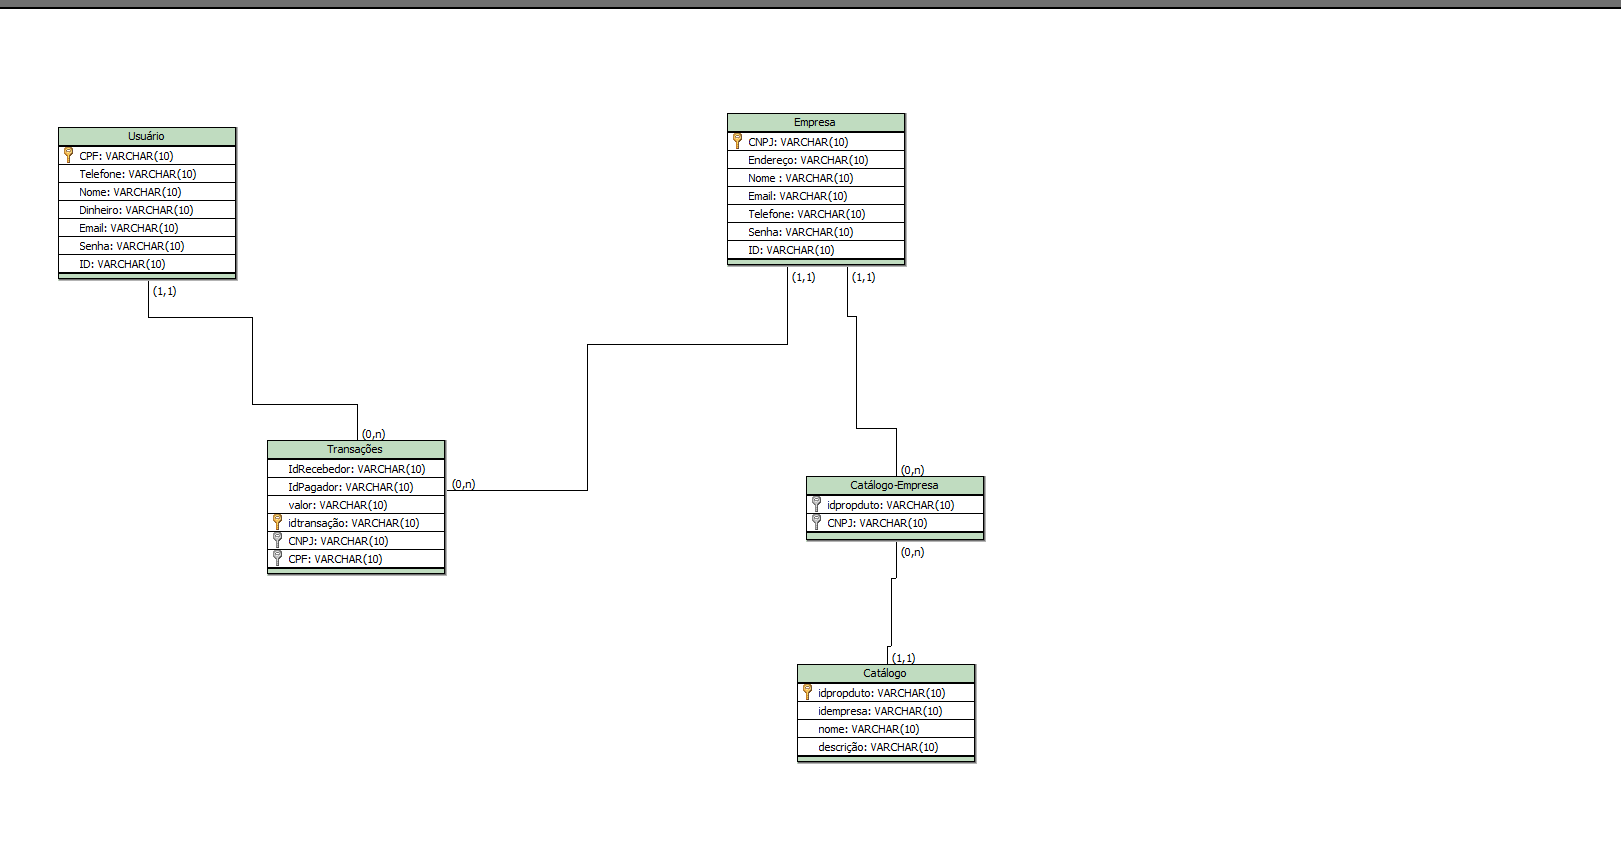 Usuário
CPF: VARCHAR(10)
Telefone: VARCHAR(10)
Nome: VARCHAR(10)
Dinheiro: VARCHAR(10)
Email: VARCHAR(10)
Senha: VARCHAR(10)
ID: VARCHAR(10)
(1,1)
Empresa
CNPJ: VARCHAR(10)
Endereço: VARCHAR(10)
Nome : VARCHAR(10)
Email: VARCHAR(10)
Telefone: VARCHAR(10)
Senha: VARCHAR(10)
ID: VARCHAR(10)
(1,1)
(1,1)
(0,n)
Transações
IdRecebedor: VARCHAR(10)
IdPagador: VARCHAR(10)
valor: VARCHAR(10)
idtransação: VARCHAR(10)
CNPJ: VARCHAR(10)
CPF: VARCHAR(10)
(0,n)
(0,n)
Catálogo-Empresa
idpropduto: VARCHAR(10)
CNPJ: VARCHAR(10)
(0,n)
(1,1)
Catálogo
idpropduto: VARCHAR(10)
idempresa: VARCHAR(10)
nome: VARCHAR(10)
descrição: VARCHAR(10)